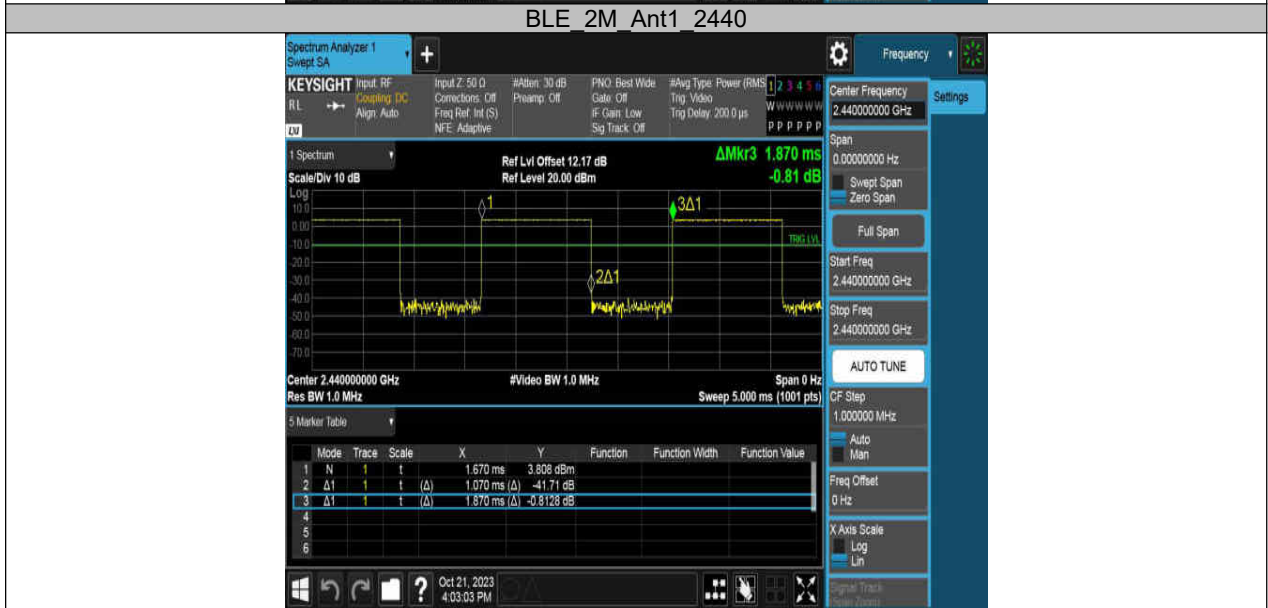 BLE_2M_Ant1_2440
Spectrum Analyzer 1
Swept SA
+
Frequency
KEYSIGHT Input: RF
RL
Coupling: DC
Align: Auto
Input Z: 50 Ω
Corrections: Off
Freq Ref: Int (S)
NFE: Adaptive
#Atten: 30 dB
Preamp: Off
PNO: Best Wide
Gate: Off
IF Gain: Low
Sig Track: Off
#Avg Type: Power (RMS
Trig: Video
Trig Delay: 200.0 µs
1 2 3 4 5 6
W W W W W W
P P P P P P
LXI
Center Frequency
2.440000000 GHz
Settings
1 Spectrum
Scale/Div 10 dB
Ref Lvl Offset 12.17 dB
Ref Level 20.00 dBm
ΔMkr3 1.870 ms
-0.81 dB
Span
0.00000000 Hz
Swept Span
Zero Span
Full Span
Start Freq
2.440000000 GHz
Stop Freq
2.440000000 GHz
AUTO TUNE
CF Step
1.000000 MHz
Auto
Man
Freq Offset
0 Hz
X Axis Scale
Log
Lin
Signal Track
(Span Zoom)
Log
10.0
0.00
-10.0
-20.0
-30.0
-40.0
-50.0
-60.0
-70.0
1
3Δ1
2Δ1
TRIG LVL
Center 2.440000000 GHz
#Video BW 1.0 MHz
Span 0 Hz
Res BW 1.0 MHz
Sweep 5.000 ms (1001 pts)
5 Marker Table
Mode Trace Scale X Y Function Function Width Function Value
1 N 1 t 1.670 ms 3.808 dBm
2 Δ1 1 t (Δ) 1.070 ms (Δ) -41.71 dB
3 Δ1 1 t (Δ) 1.870 ms (Δ) -0.8128 dB
4
5
6
?
Oct 21, 2023
4:03:03 PM